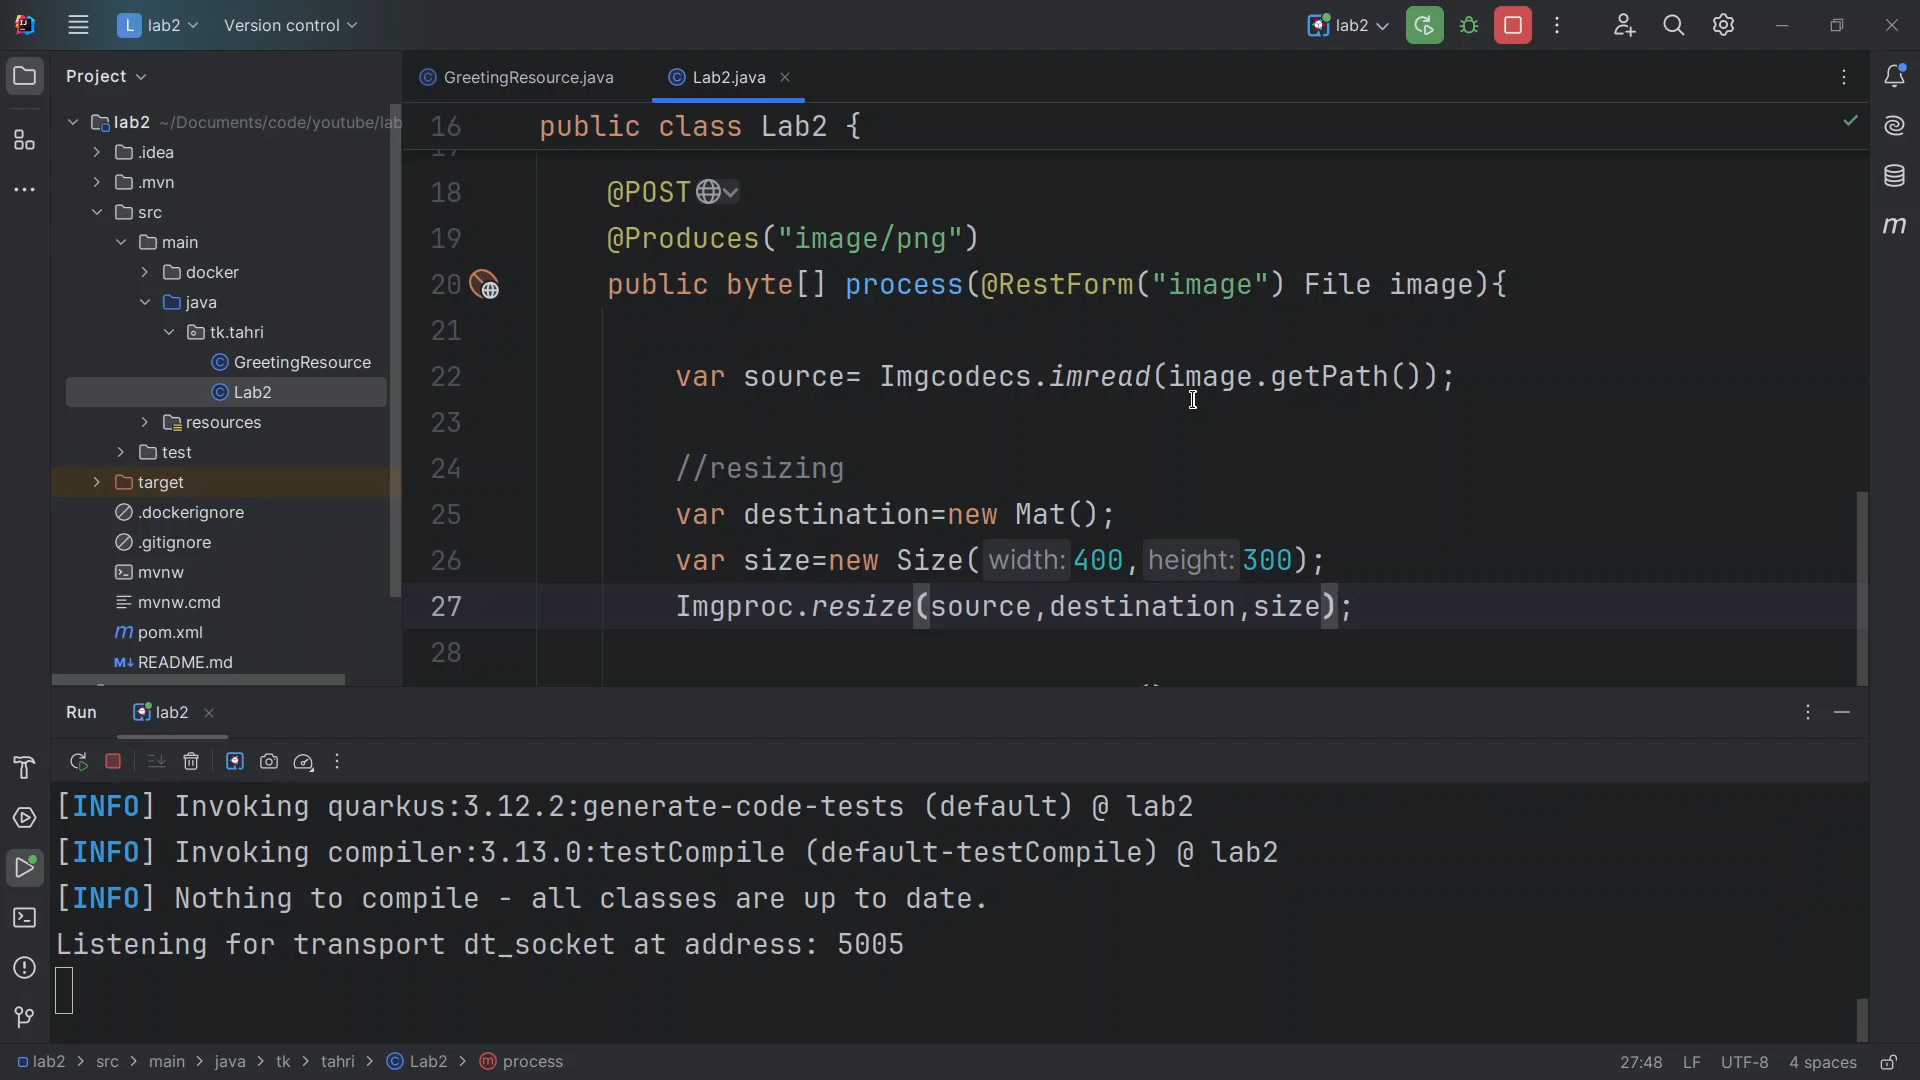 L lab2 Version control lab2
Project
GreetingResource.java Lab2.java
lab2 ~/Documents/code/youtube/lab
.idea
.mvn
src
main
docker
java
tk.tahri
GreetingResource
Lab2
resources
test
target
.dockerignore
.gitignore
mvnw
mvnw.cmd
pom.xml
README.md
16 public class Lab2 {
18 @POST
19 @Produces("image/png")
20 public byte[] process(@RestForm("image") File image){
21
22 var source= Imgcodecs.imread(image.getPath());
23
24 //resizing
25 var destination=new Mat();
26 var size=new Size( width: 400, height: 300);
27 Imgproc.resize(source,destination,size);
28
Run lab2
[INFO] Invoking quarkus:3.12.2:generate-code-tests (default) @ lab2
[INFO] Invoking compiler:3.13.0:testCompile (default-testCompile) @ lab2
[INFO] Nothing to compile - all classes are up to date.
Listening for transport dt_socket at address: 5005
lab2 > src > main > java > tk > tahri > Lab2 > process 27:48 LF UTF-8 4 spaces